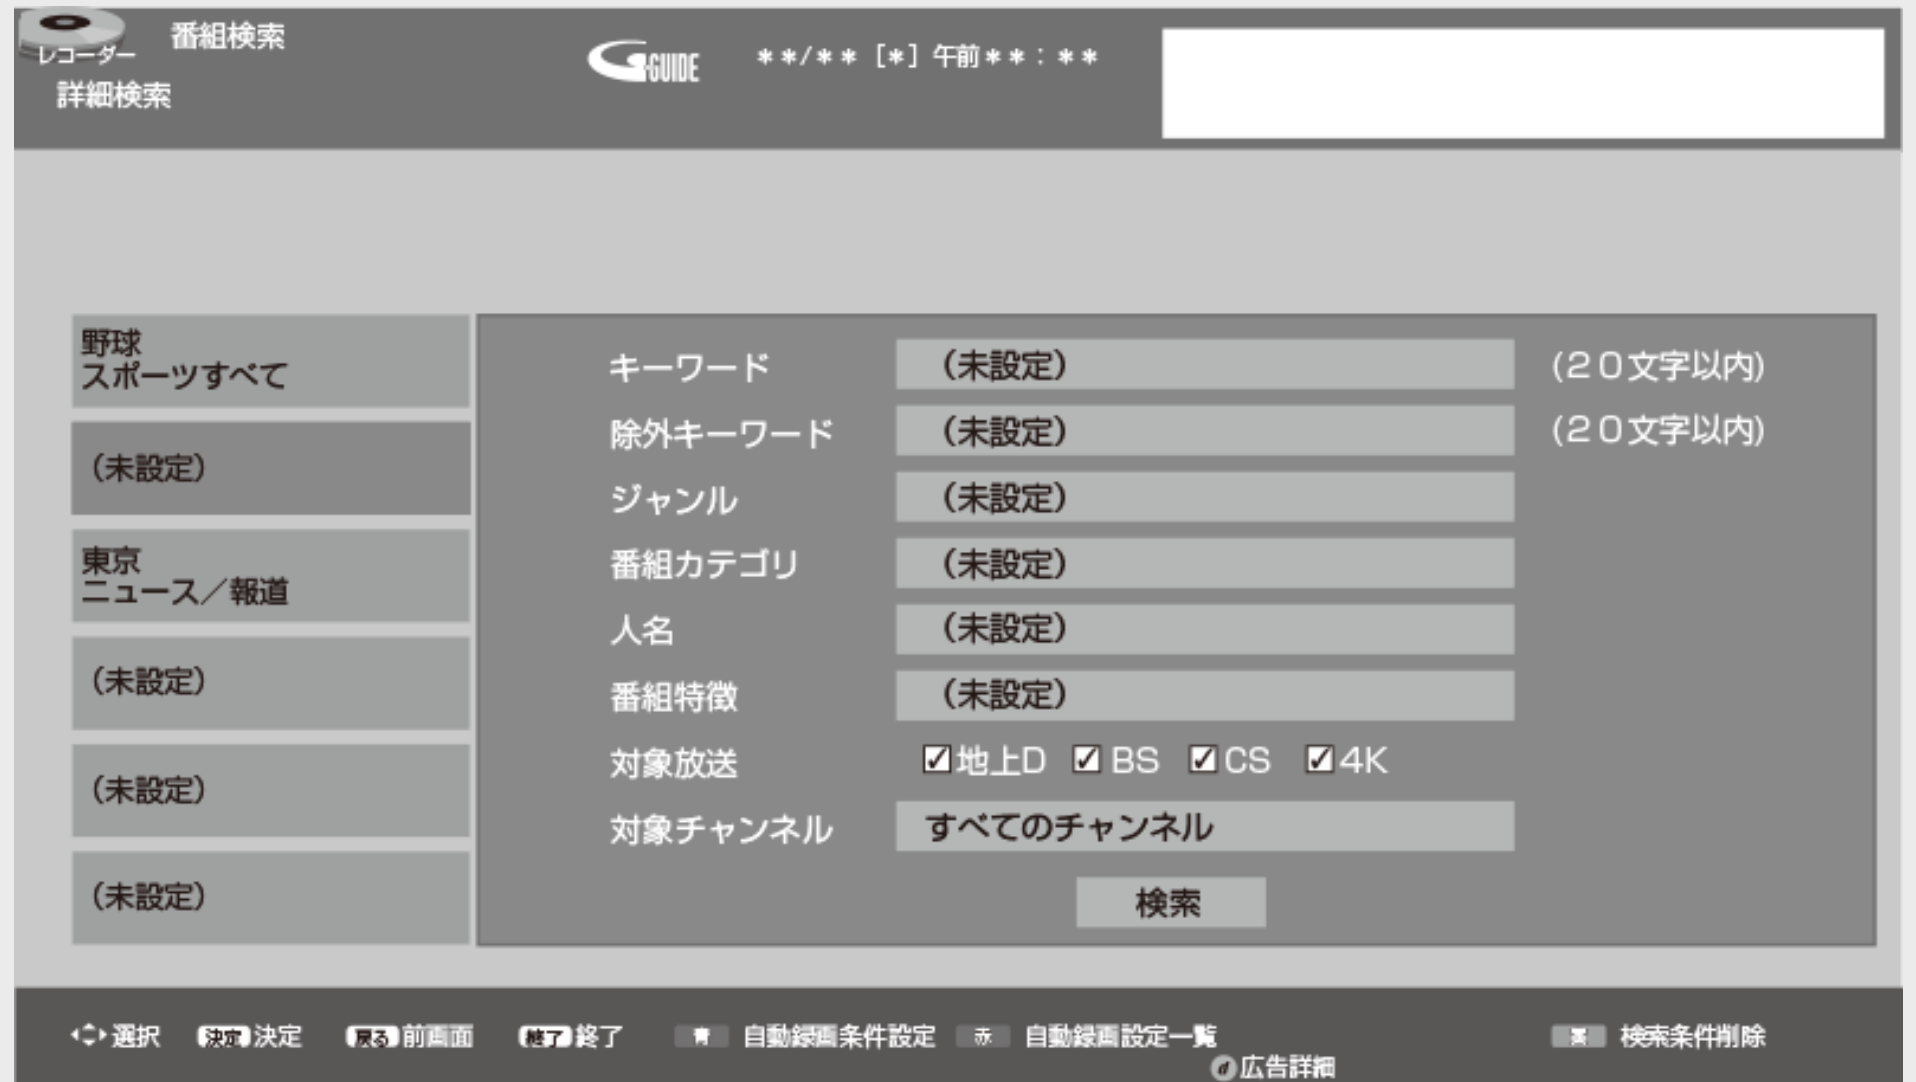 レコーダー
番組検索
詳細検索
G-GUIDE
**/** [*] 午前**:**
野球
スポーツすべて
(未設定)
東京
ニュース/報道
(未設定)
(未設定)
(未設定)
キーワード (未設定) (20文字以内)
除外キーワード (未設定) (20文字以内)
ジャンル (未設定)
番組カテゴリ (未設定)
人名 (未設定)
番組特徴 (未設定)
対象放送 地上D BS CS 4K
対象チャンネル すべてのチャンネル
検索
選択 決定 決定 戻る 前画面 終了 終了 青 自動録画条件設定 赤 自動録画設定一覧 検索条件削除
d 広告詳細